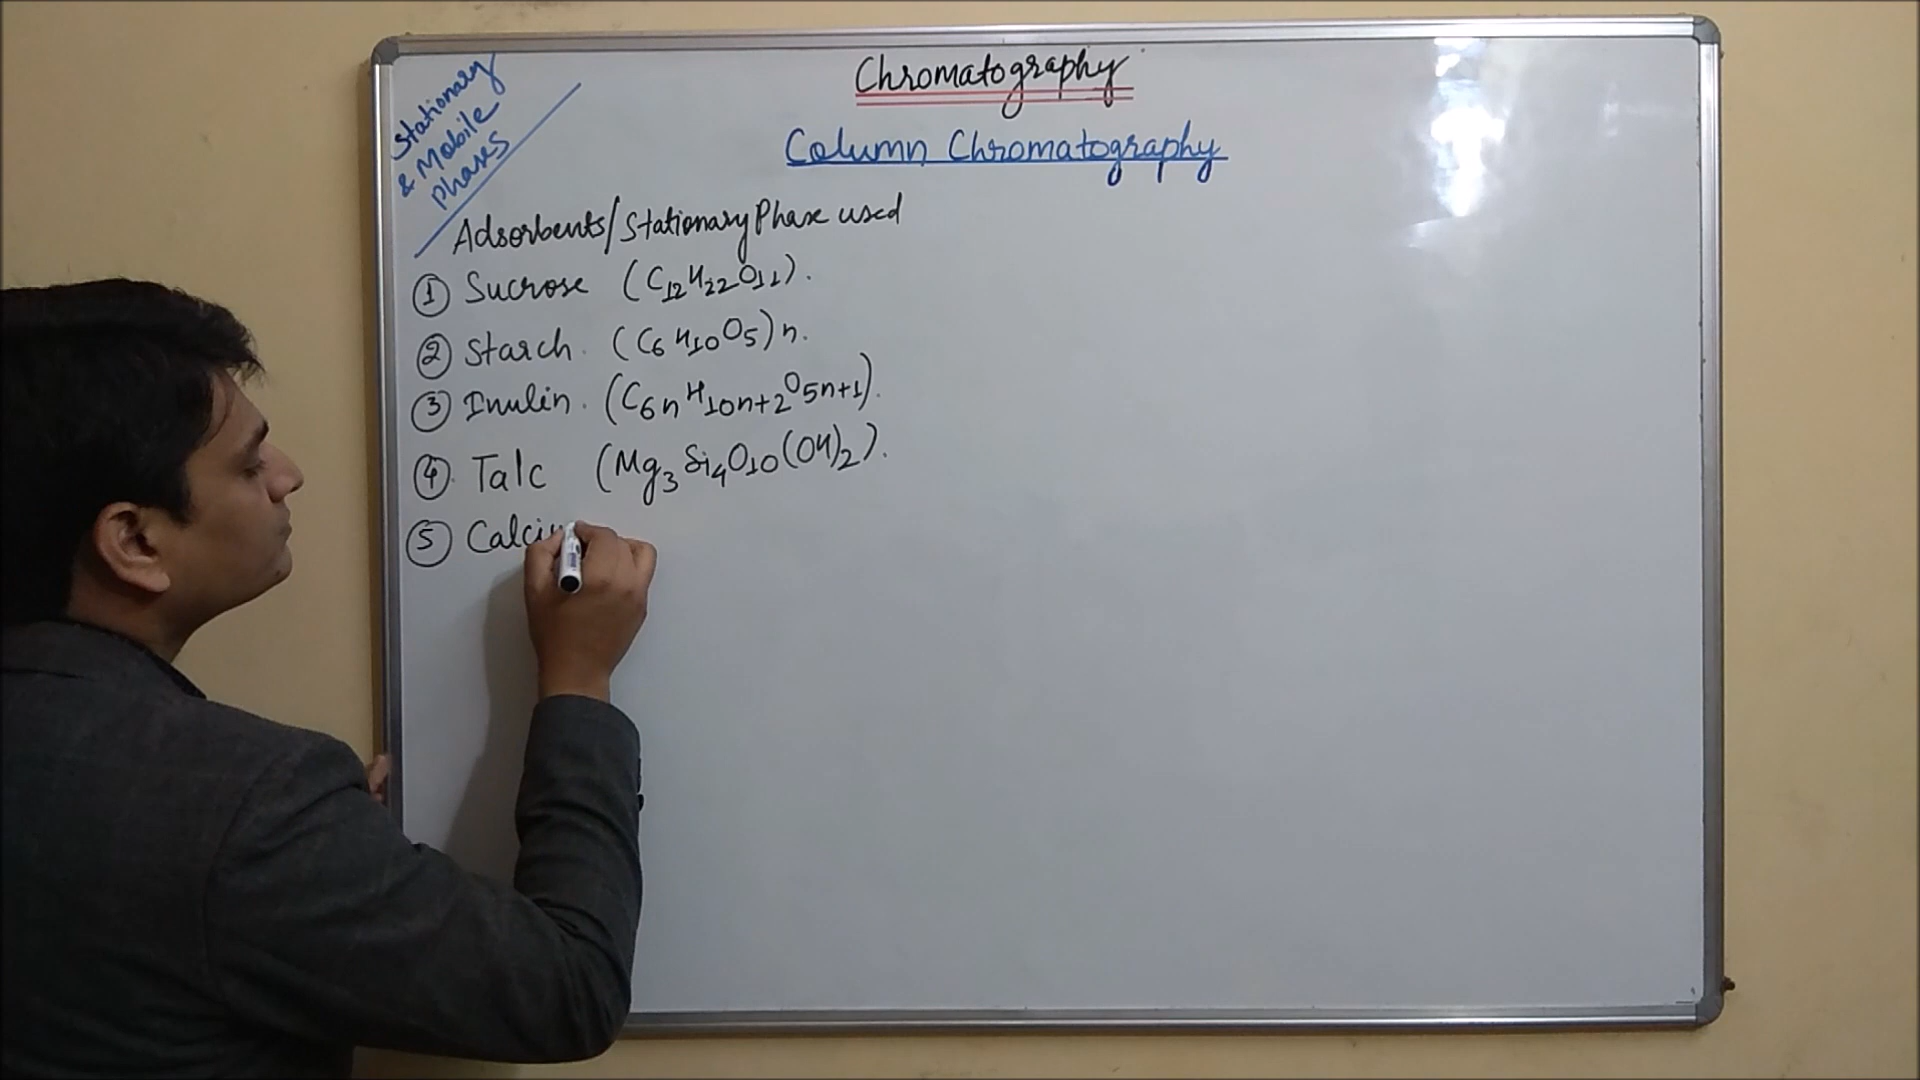 Chromatography
Column Chromatography
Stationary
& Mobile
phases
Adsorbents/Stationary Phase used
① Sucrose (C12H22O11).
② Starch. (C6H10O5)n.
③ Inulin. (C6nH10n+2O5n+1).
④. Talc (Mg3Si4O10(OH)2).
⑤